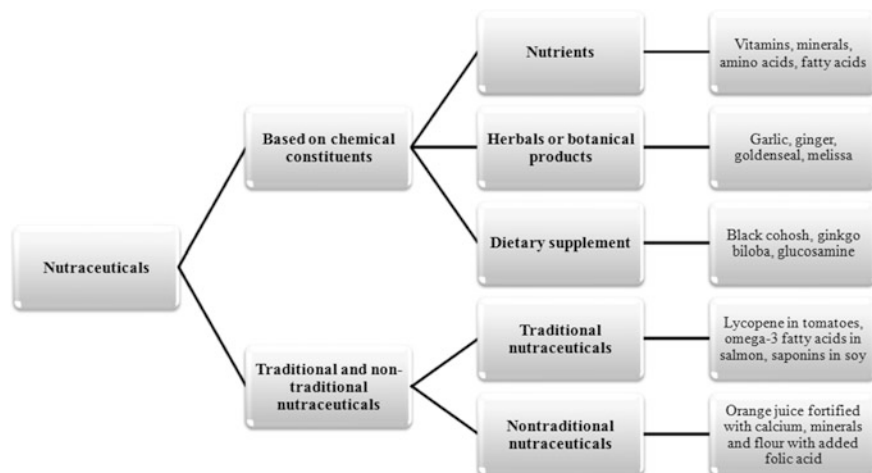 Nutraceuticals
Based on chemical
constituents
Nutrients
Vitamins, minerals,
amino acids, fatty acids
Herbals or botanical
products
Garlic, ginger,
goldenseal, melissa
Dietary supplement
Black cohosh, ginkgo
biloba, glucosamine
Traditional and non-
traditional
nutraceuticals
Traditional
nutraceuticals
Lycopene in tomatoes,
omega-3 fatty acids in
salmon, saponins in soy
Nontraditional
nutraceuticals
Orange juice fortified
with calcium, minerals
and flour with added
folic acid